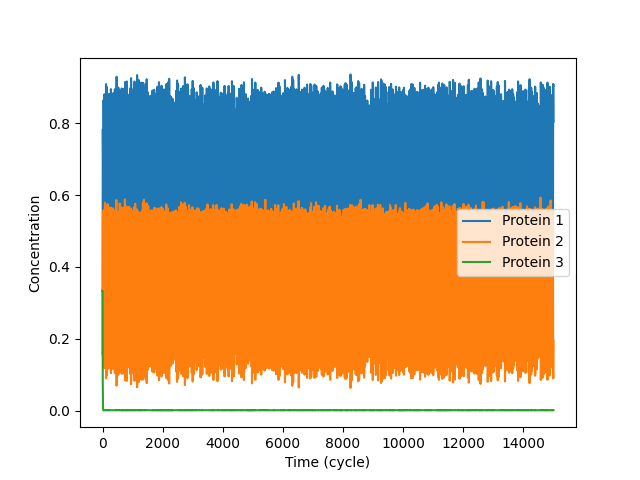 0.8
0.6
0.4
0.2
0.0
Concentration
Protein 1
Protein 2
Protein 3
0 2000 4000 6000 8000 10000 12000 14000
Time (cycle)